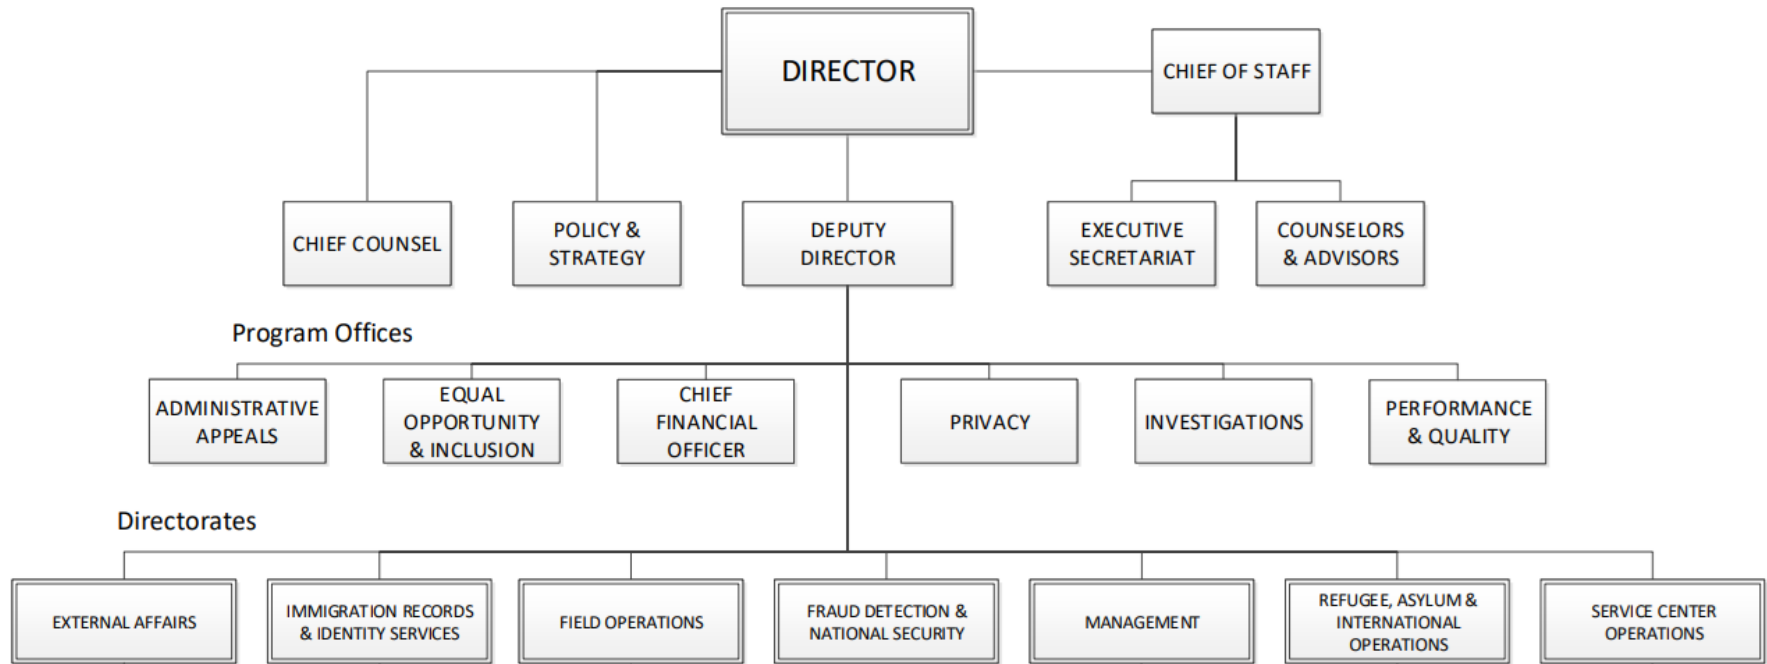 DIRECTOR
CHIEF OF STAFF
CHIEF COUNSEL
POLICY &
STRATEGY
DEPUTY
DIRECTOR
EXECUTIVE
SECRETARIAT
COUNSELORS
& ADVISORS
Program Offices
ADMINISTRATIVE
APPEALS
EQUAL
OPPORTUNITY
& INCLUSION
CHIEF
FINANCIAL
OFFICER
PRIVACY
INVESTIGATIONS
PERFORMANCE
& QUALITY
Directorates
EXTERNAL AFFAIRS
IMMIGRATION RECORDS
& IDENTITY SERVICES
FIELD OPERATIONS
FRAUD DETECTION &
NATIONAL SECURITY
MANAGEMENT
REFUGEE, ASYLUM &
INTERNATIONAL
OPERATIONS
SERVICE CENTER
OPERATIONS